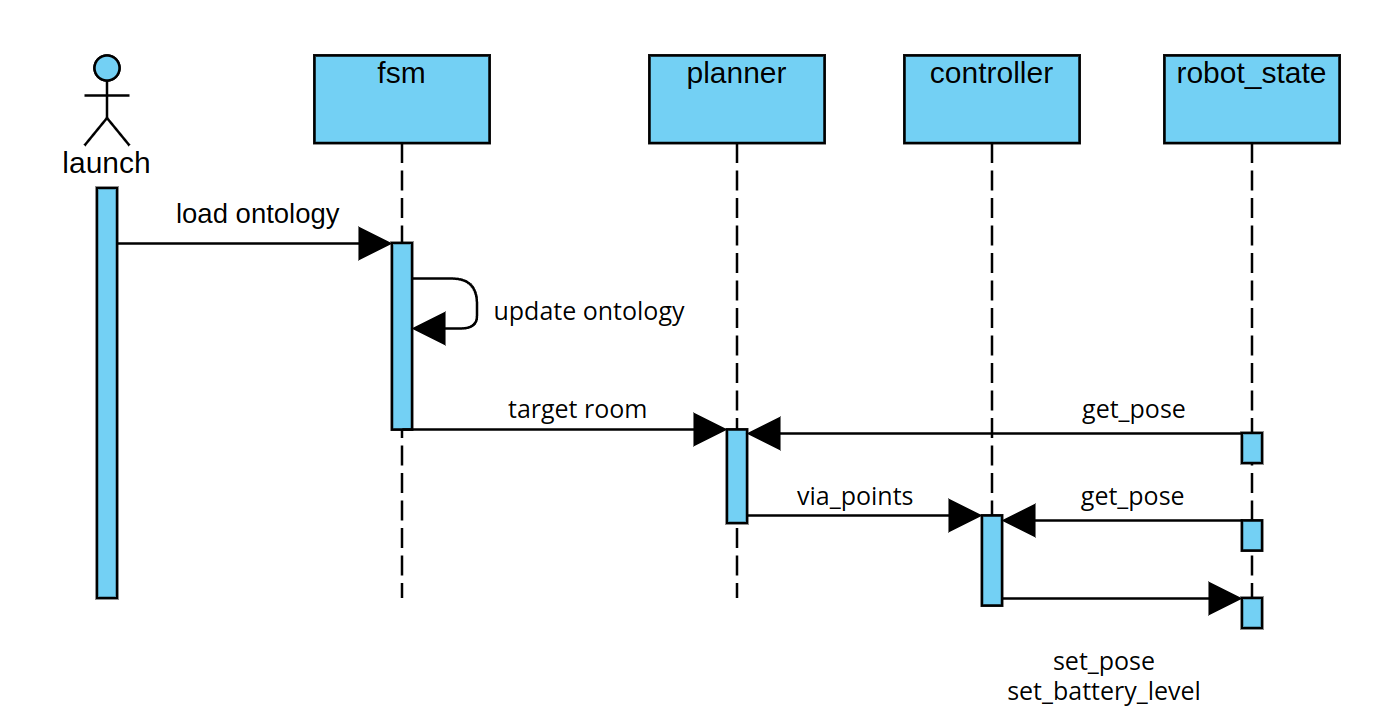 fsm
planner
controller
robot_state
launch
load ontology
update ontology
target room
get_pose
via_points
get_pose
set_pose
set_battery_level